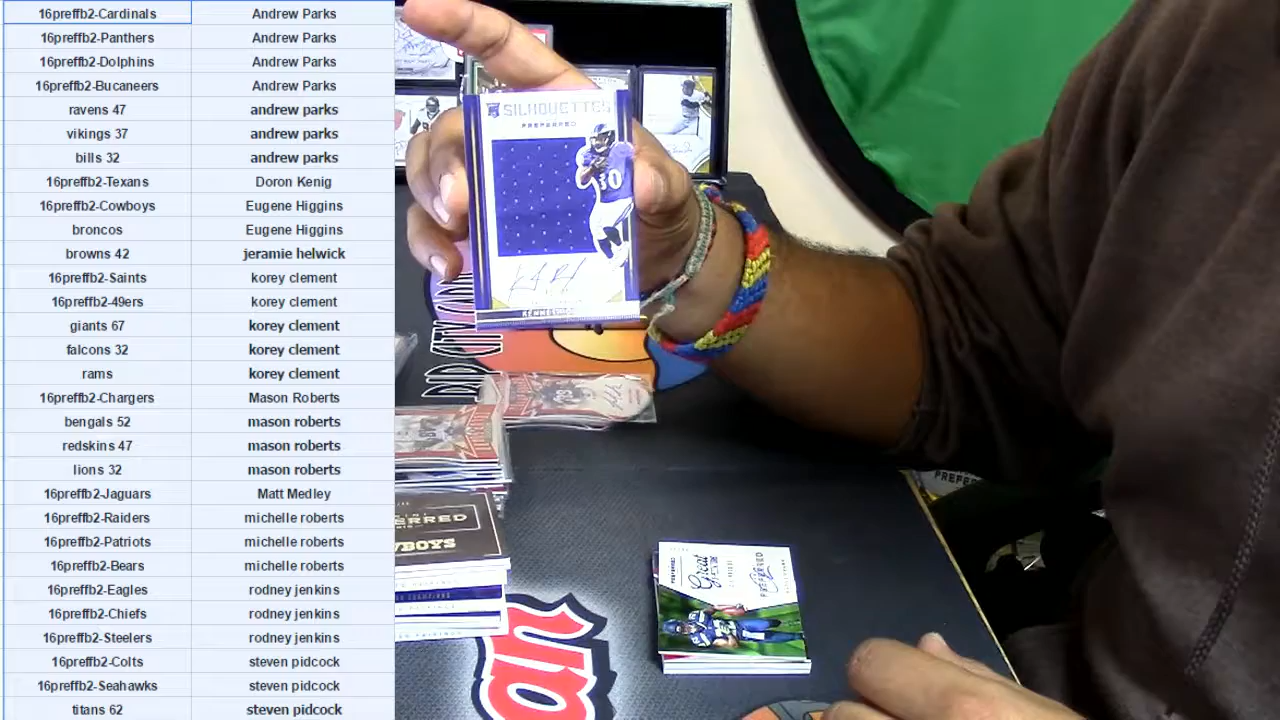 16preffb2-Cardinals Andrew Parks
16preffb2-Panthers Andrew Parks
16preffb2-Dolphins Andrew Parks
16preffb2-Bucaneers Andrew Parks
ravens 47 andrew parks
vikings 37 andrew parks
bills 32 andrew parks
16preffb2-Texans Doron Kenig
16preffb2-Cowboys Eugene Higgins
broncos Eugene Higgins
browns 42 jeramie helwick
16preffb2-Saints korey clement
16preffb2-49ers korey clement
giants 67 korey clement
falcons 32 korey clement
rams korey clement
16preffb2-Chargers Mason Roberts
bengals 52 mason roberts
redskins 47 mason roberts
lions 32 mason roberts
16preffb2-Jaguars Matt Medley
16preffb2-Raiders michelle roberts
16preffb2-Patriots michelle roberts
16preffb2-Bears michelle roberts
16preffb2-Eagles rodney jenkins
16preffb2-Chiefs rodney jenkins
16preffb2-Steelers rodney jenkins
16preffb2-Colts steven pidcock
16preffb2-Seahawks steven pidcock
titans 62 steven pidcock
SILHOUETTES
PREFERRED
30
RIP CITY
PREFERRED
Great